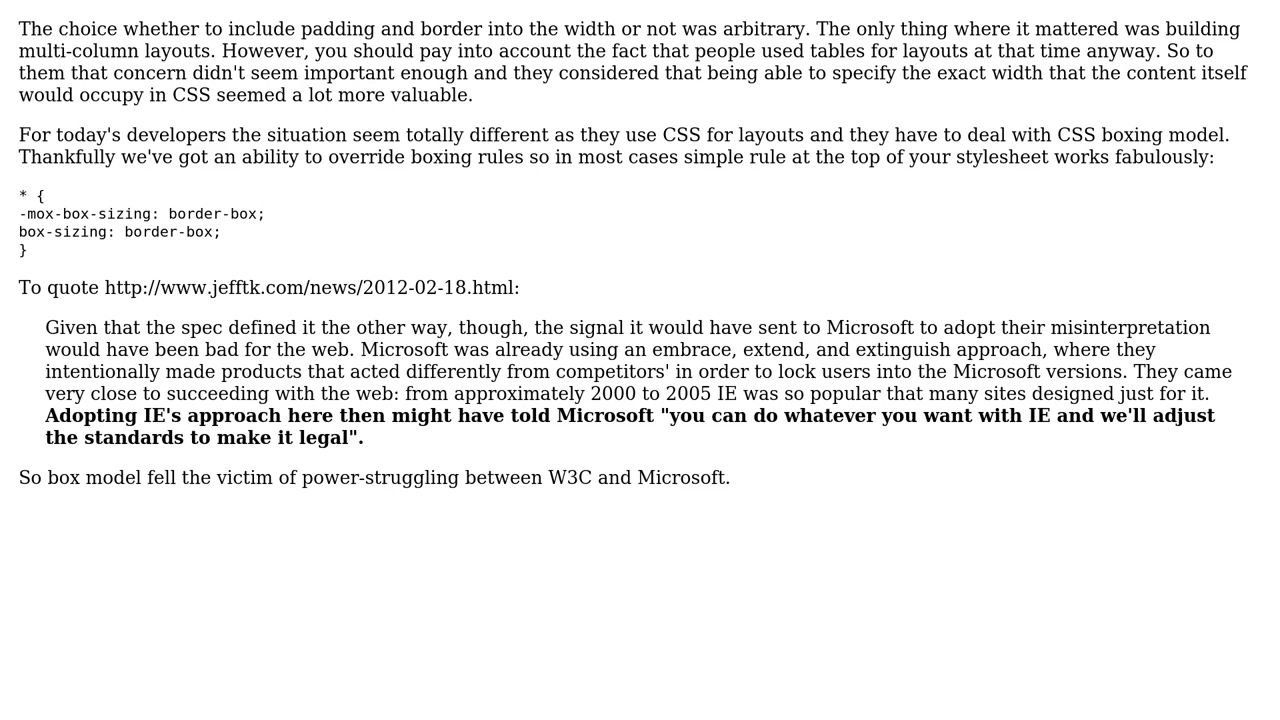 The choice whether to include padding and border into the width or not was arbitrary. The only thing where it mattered was building
multi-column layouts. However, you should pay into account the fact that people used tables for layouts at that time anyway. So to
them that concern didn't seem important enough and they considered that being able to specify the exact width that the content itself
would occupy in CSS seemed a lot more valuable.
For today's developers the situation seem totally different as they use CSS for layouts and they have to deal with CSS boxing model.
Thankfully we've got an ability to override boxing rules so in most cases simple rule at the top of your stylesheet works fabulously:
* {
-mox-box-sizing: border-box;
box-sizing: border-box;
}
To quote http://www.jefftk.com/news/2012-02-18.html:
Given that the spec defined it the other way, though, the signal it would have sent to Microsoft to adopt their misinterpretation
would have been bad for the web. Microsoft was already using an embrace, extend, and extinguish approach, where they
intentionally made products that acted differently from competitors' in order to lock users into the Microsoft versions. They came
very close to succeeding with the web: from approximately 2000 to 2005 IE was so popular that many sites designed just for it.
Adopting IE's approach here then might have told Microsoft "you can do whatever you want with IE and we'll adjust
the standards to make it legal".
So box model fell the victim of power-struggling between W3C and Microsoft.